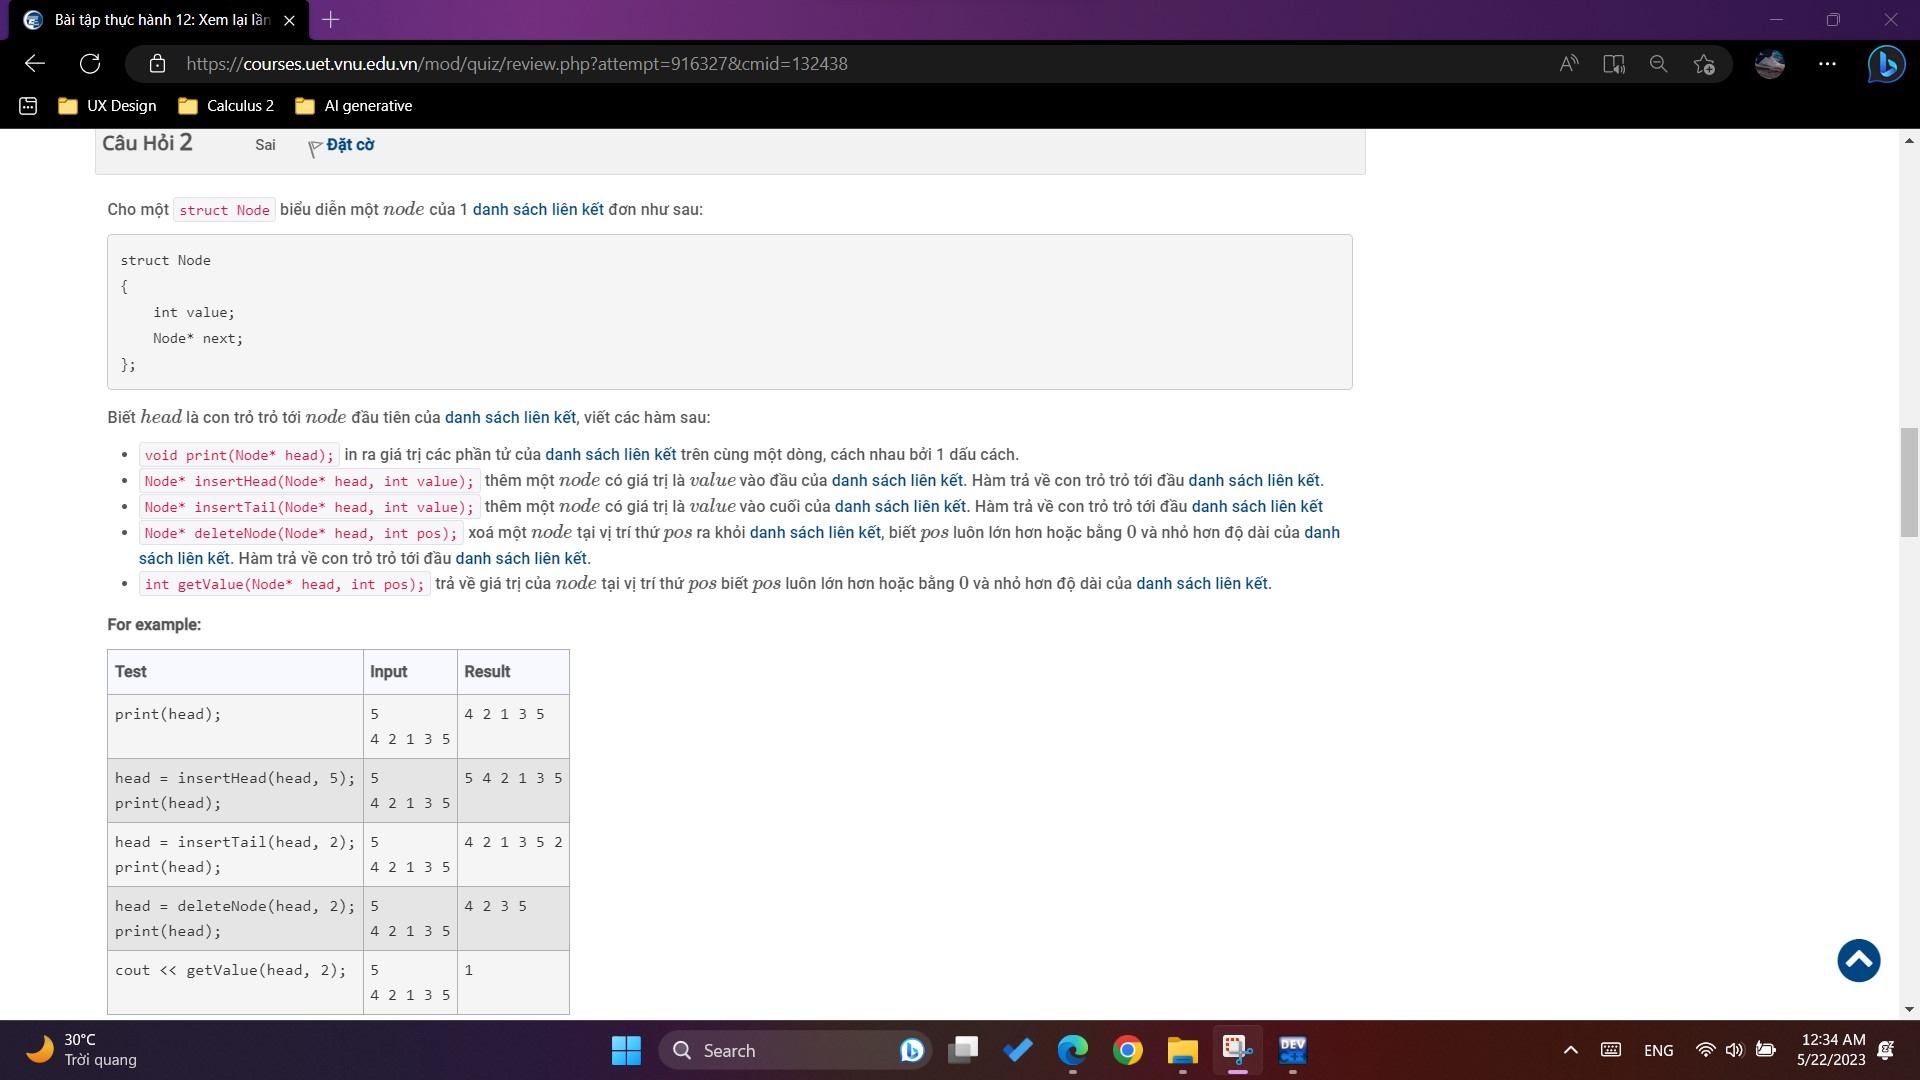 Bài tập thực hành 12: Xem lại lần
https://courses.uet.vnu.edu.vn/mod/quiz/review.php?attempt=916327&cmid=132438
UX Design Calculus 2 AI generative
Câu Hỏi 2 Sai Đặt cờ
Cho một struct Node biểu diễn một node của 1 danh sách liên kết đơn như sau:
struct Node
{
int value;
Node* next;
};
Biết head là con trỏ trỏ tới node đầu tiên của danh sách liên kết, viết các hàm sau:
• void print(Node* head); in ra giá trị các phần tử của danh sách liên kết trên cùng một dòng, cách nhau bởi 1 dấu cách.
• Node* insertHead(Node* head, int value); thêm một node có giá trị là value vào đầu của danh sách liên kết. Hàm trả về con trỏ trỏ tới đầu danh sách liên kết.
• Node* insertTail(Node* head, int value); thêm một node có giá trị là value vào cuối của danh sách liên kết. Hàm trả về con trỏ trỏ tới đầu danh sách liên kết
• Node* deleteNode(Node* head, int pos); xoá một node tại vị trí thứ pos ra khỏi danh sách liên kết, biết pos luôn lớn hơn hoặc bằng 0 và nhỏ hơn độ dài của danh
sách liên kết. Hàm trả về con trỏ trỏ tới đầu danh sách liên kết.
• int getValue(Node* head, int pos); trả về giá trị của node tại vị trí thứ pos biết pos luôn lớn hơn hoặc bằng 0 và nhỏ hơn độ dài của danh sách liên kết.
For example:
Test Input Result
print(head); 5 4 2 1 3 5
4 2 1 3 5
head = insertHead(head, 5); 5 5 4 2 1 3 5
print(head); 4 2 1 3 5
head = insertTail(head, 2); 5 4 2 1 3 5 2
print(head); 4 2 1 3 5
head = deleteNode(head, 2); 5 4 2 3 5
print(head); 4 2 1 3 5
cout << getValue(head, 2); 5 1
4 2 1 3 5
30°C
Trời quang
Search
DEV
ENG
12:34 AM
5/22/2023